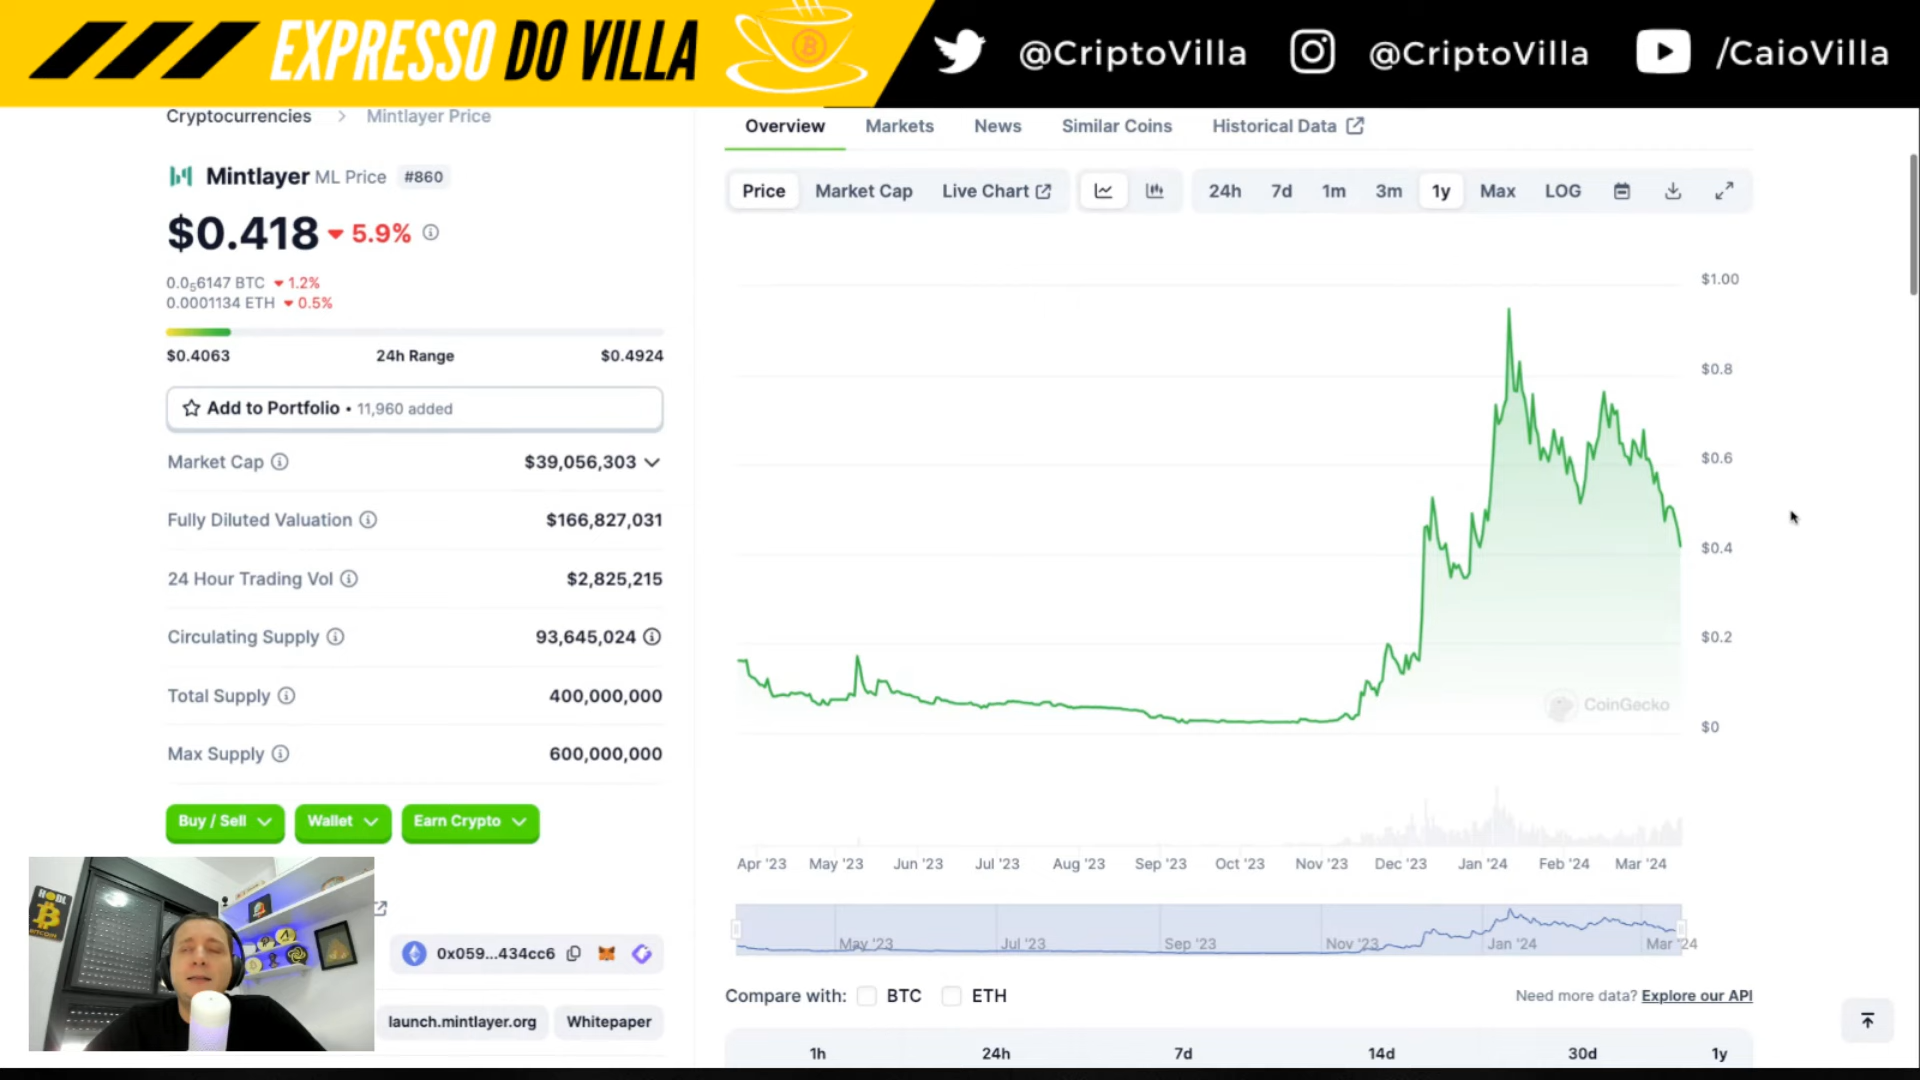 EXPRESSO DO VILLA
@CriptoVilla
@CriptoVilla
/CaioVilla
Cryptocurrencies > Mintlayer Price
Mintlayer ML Price #860
$0.418 5.9%
0.0₅6147 BTC 1.2%
0.0001134 ETH 0.5%
$0.4063 24h Range $0.4924
Add to Portfolio • 11,960 added
Market Cap $39,056,303
Fully Diluted Valuation $166,827,031
24 Hour Trading Vol $2,825,215
Circulating Supply 93,645,024
Total Supply 400,000,000
Max Supply 600,000,000
Buy / Sell Wallet Earn Crypto
0x059...434cc6
launch.mintlayer.org Whitepaper
HODL
BITCOIN
Overview Markets News Similar Coins Historical Data
Price Market Cap Live Chart 24h 7d 1m 3m 1y Max LOG
$1.00
$0.8
$0.6
$0.4
$0.2
$0
CoinGecko
Apr '23 May '23 Jun '23 Jul '23 Aug '23 Sep '23 Oct '23 Nov '23 Dec '23 Jan '24 Feb '24 Mar '24
May '23 Jul '23 Sep '23 Nov '23 Jan '24 Mar '24
Compare with: BTC ETH
Need more data? Explore our API
1h 24h 7d 14d 30d 1y